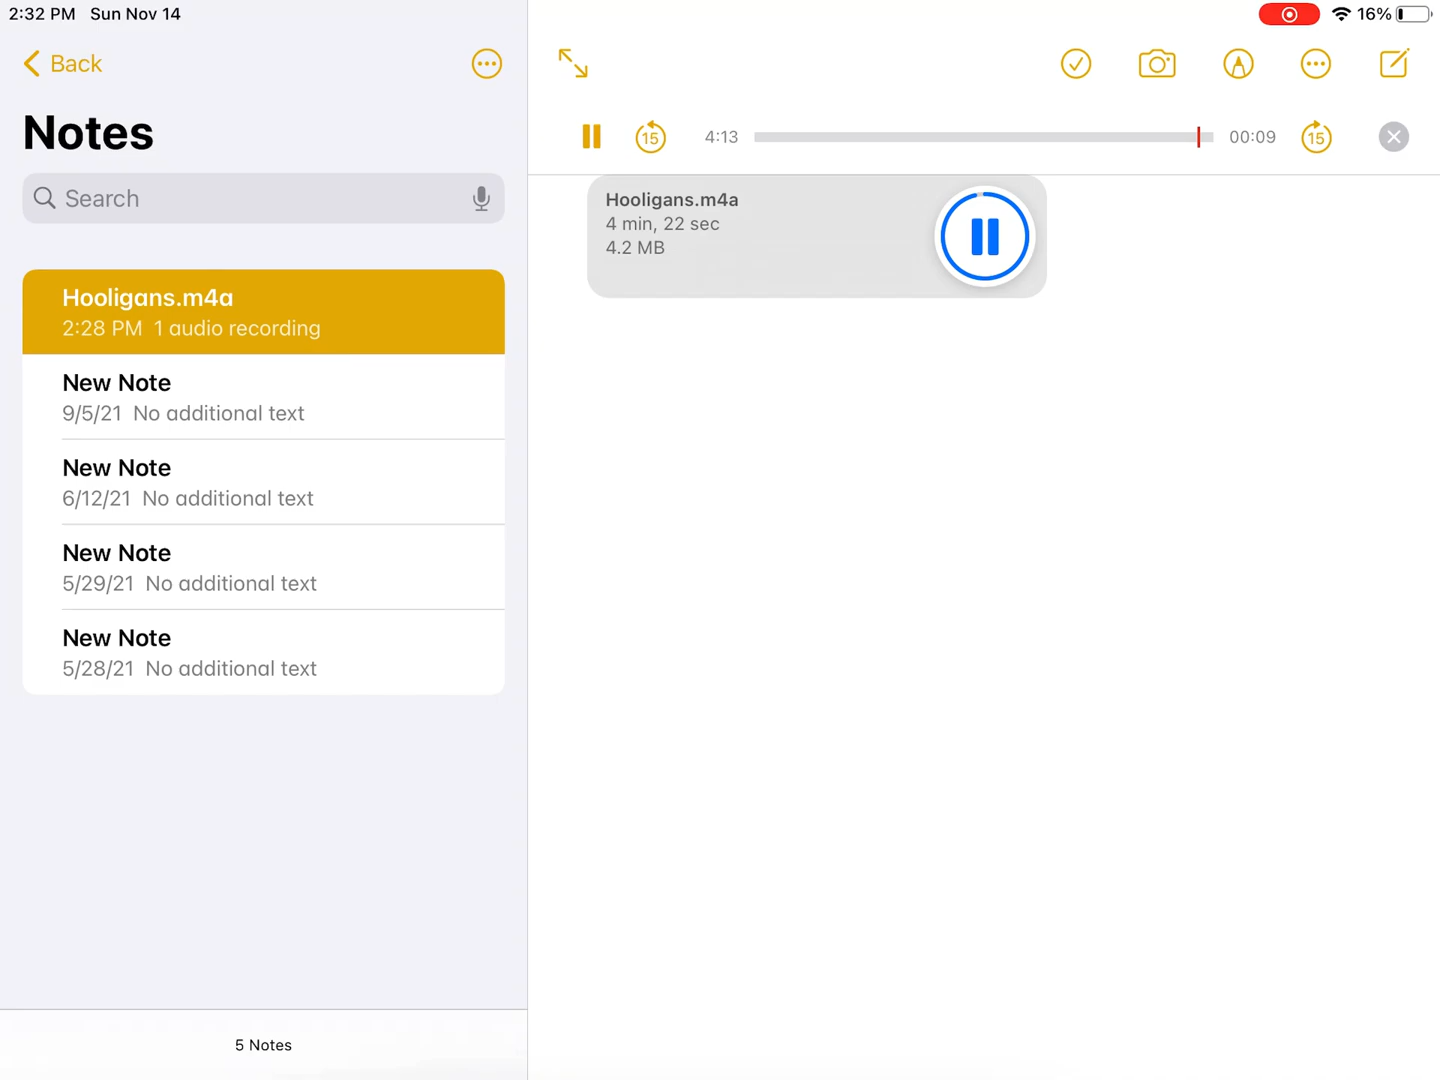 2:32 PM Sun Nov 14
16%
Back
Notes
Search
Hooligans.m4a
2:28 PM 1 audio recording
New Note
9/5/21 No additional text
New Note
6/12/21 No additional text
New Note
5/29/21 No additional text
New Note
5/28/21 No additional text
5 Notes
15 4:13 00:09 15
Hooligans.m4a
4 min, 22 sec
4.2 MB